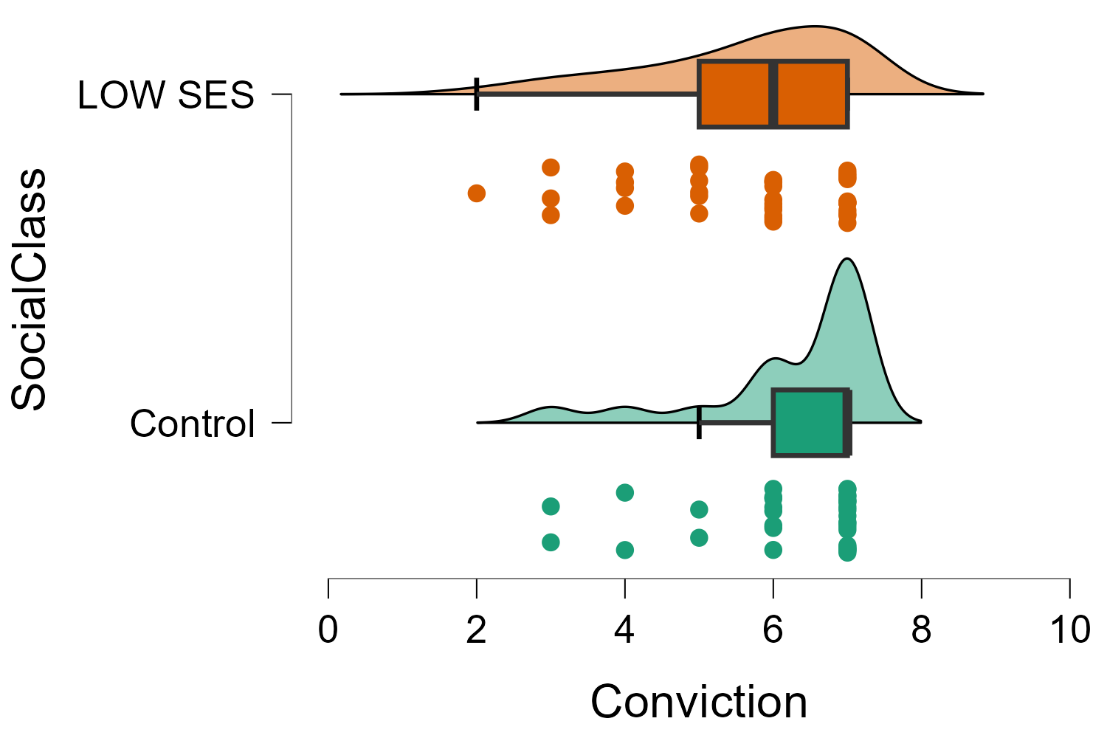 SocialClass
LOW SES
Control
0 2 4 6 8 10
Conviction